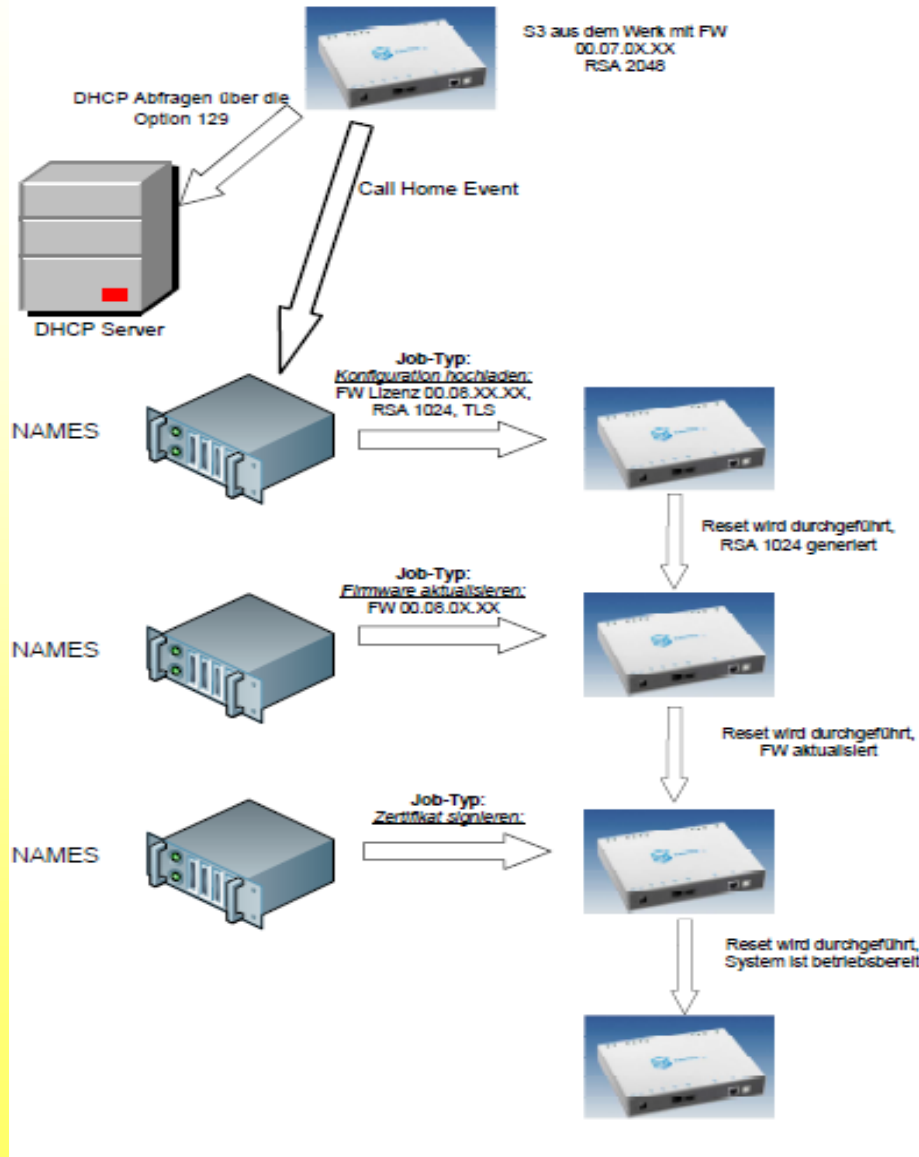 S3 aus dem Werk mit FW
00.07.0X.XX
RSA 2048
DHCP Abfragen über die
Option 129
Call Home Event
DHCP Server
Job-Typ:
Konfiguration hochladen:
FW Lizenz 00.08.XX.XX,
RSA 1024, TLS
NAMES
Reset wird durchgeführt,
RSA 1024 generiert
Job-Typ:
Firmware aktualisieren:
FW 00.08.0X.XX
NAMES
Reset wird durchgeführt,
FW aktualisiert
Job-Typ:
Zertifikat signieren:
NAMES
Reset wird durchgeführt,
System ist betriebsbereit